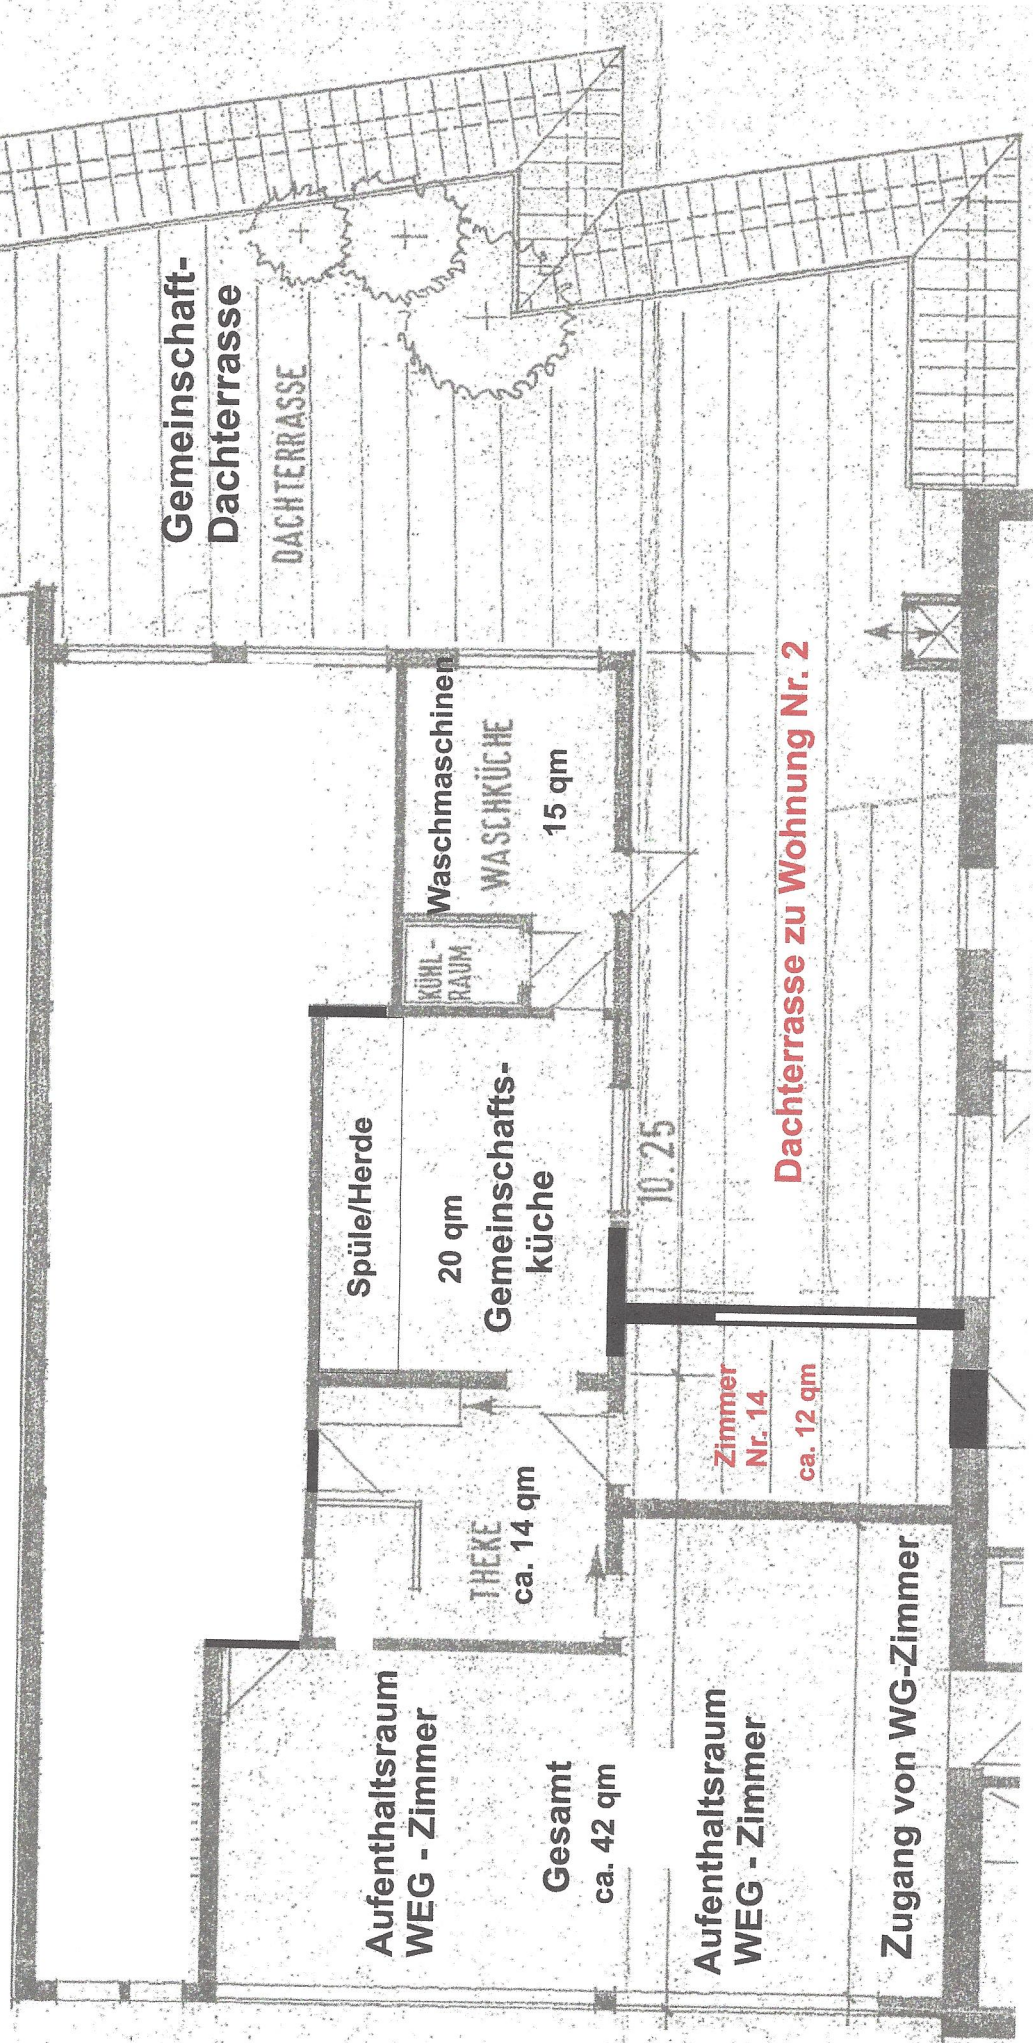 Gemeinschaft-
Dachterrasse
DACHTERRASSE
Waschmaschinen
WASCHKÜCHE
15 qm
KÜHL-
RAUM
Spüle/Herde
20 qm
Gemeinschafts-
küche
10.25
Dachterrasse zu Wohnung Nr. 2
Zimmer
Nr. 14
ca. 12 qm
THEKE
ca. 14 qm
Aufenthaltsraum
WEG - Zimmer
Gesamt
ca. 42 qm
Aufenthaltsraum
WEG - Zimmer
Zugang von WG-Zimmer